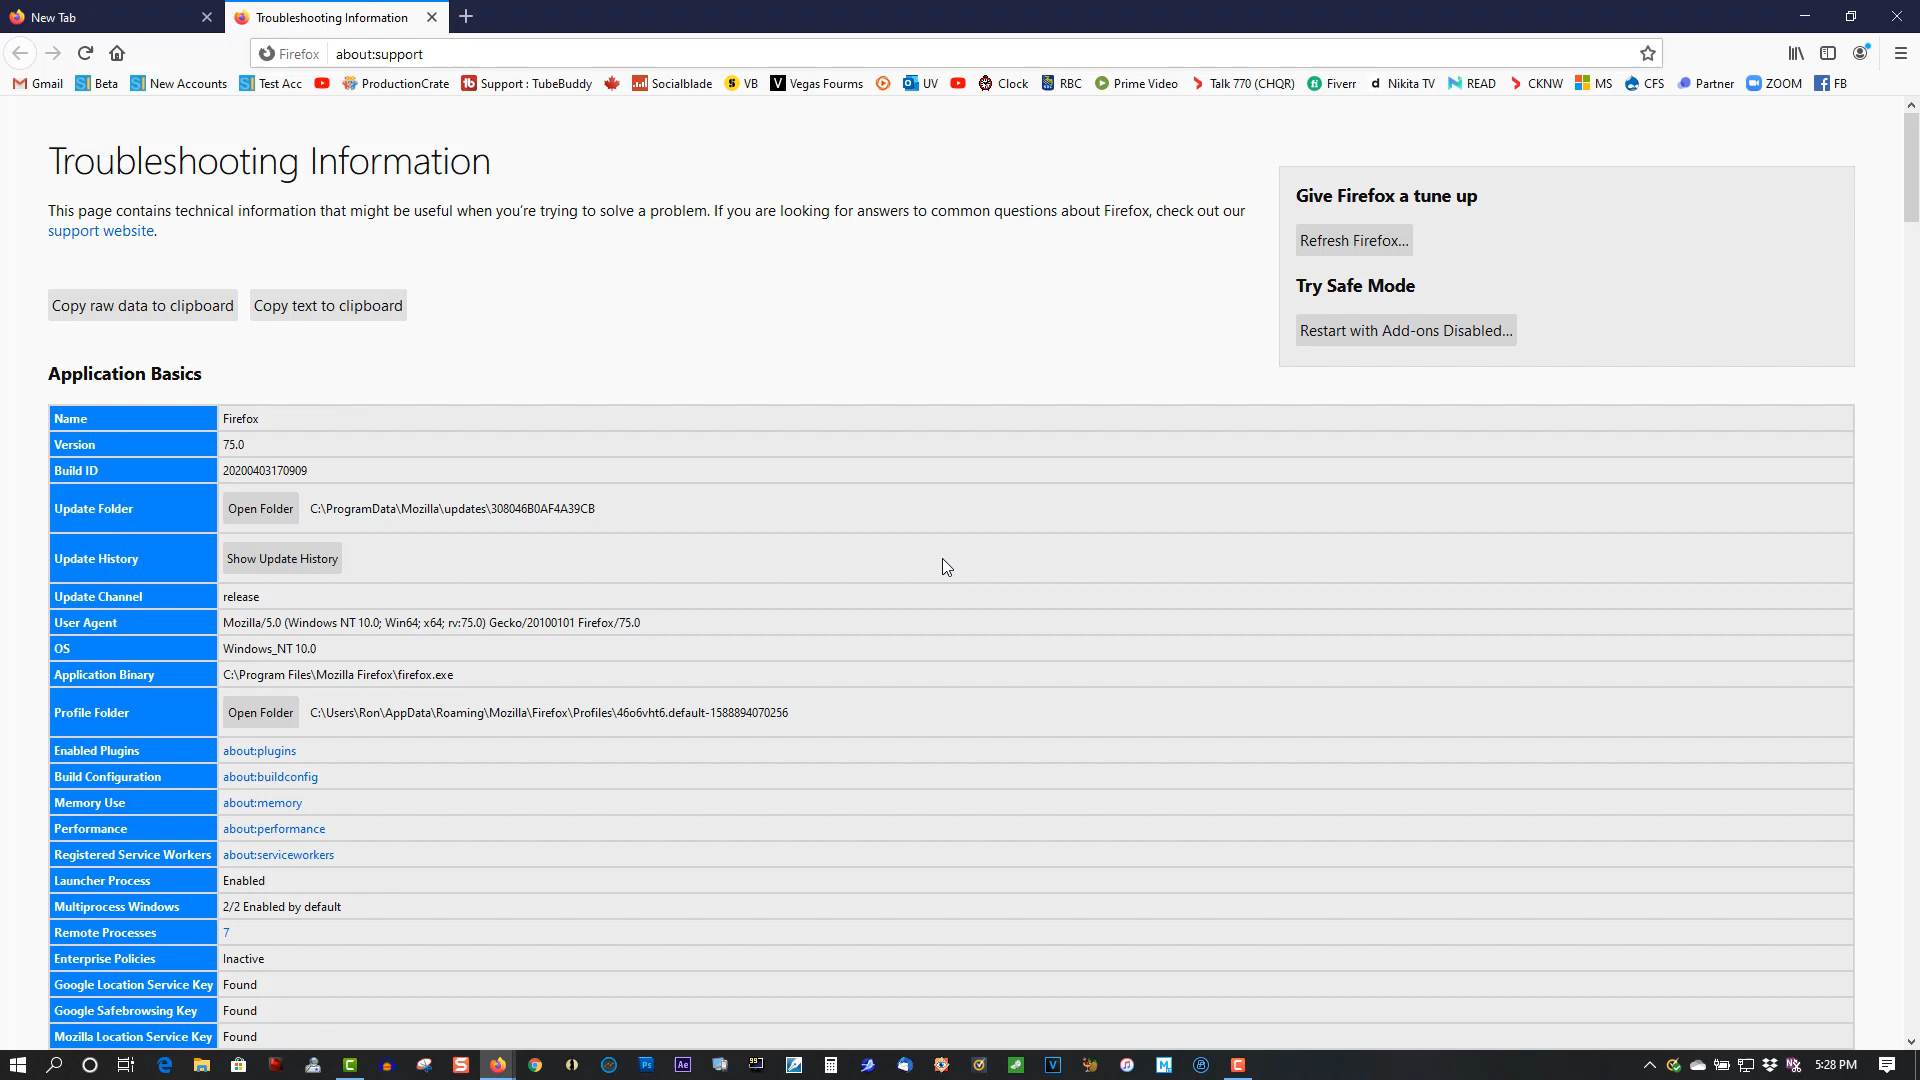 New Tab
Troubleshooting Information
Firefox
about:support
Gmail
Beta
New Accounts
Test Acc
ProductionCrate
Support : TubeBuddy
Socialblade
VB
Vegas Fourms
UV
Clock
RBC
Prime Video
Talk 770 (CHQR)
Fiverr
Nikita TV
READ
CKNW
MS
CFS
Partner
ZOOM
FB
Troubleshooting Information
This page contains technical information that might be useful when you're trying to solve a problem. If you are looking for answers to common questions about Firefox, check out our
support website.
Copy raw data to clipboard
Copy text to clipboard
Give Firefox a tune up
Refresh Firefox...
Try Safe Mode
Restart with Add-ons Disabled...
Application Basics
Name Firefox
Version 75.0
Build ID 20200403170909
Update Folder Open Folder C:\ProgramData\Mozilla\updates\308046B0AF4A39CB
Update History Show Update History
Update Channel release
User Agent Mozilla/5.0 (Windows NT 10.0; Win64; x64; rv:75.0) Gecko/20100101 Firefox/75.0
OS Windows_NT 10.0
Application Binary C:\Program Files\Mozilla Firefox\firefox.exe
Profile Folder Open Folder C:\Users\Ron\AppData\Roaming\Mozilla\Firefox\Profiles\46o6vht6.default-1588894070256
Enabled Plugins about:plugins
Build Configuration about:buildconfig
Memory Use about:memory
Performance about:performance
Registered Service Workers about:serviceworkers
Launcher Process Enabled
Multiprocess Windows 2/2 Enabled by default
Remote Processes 7
Enterprise Policies Inactive
Google Location Service Key Found
Google Safebrowsing Key Found
Mozilla Location Service Key Found
5:28 PM